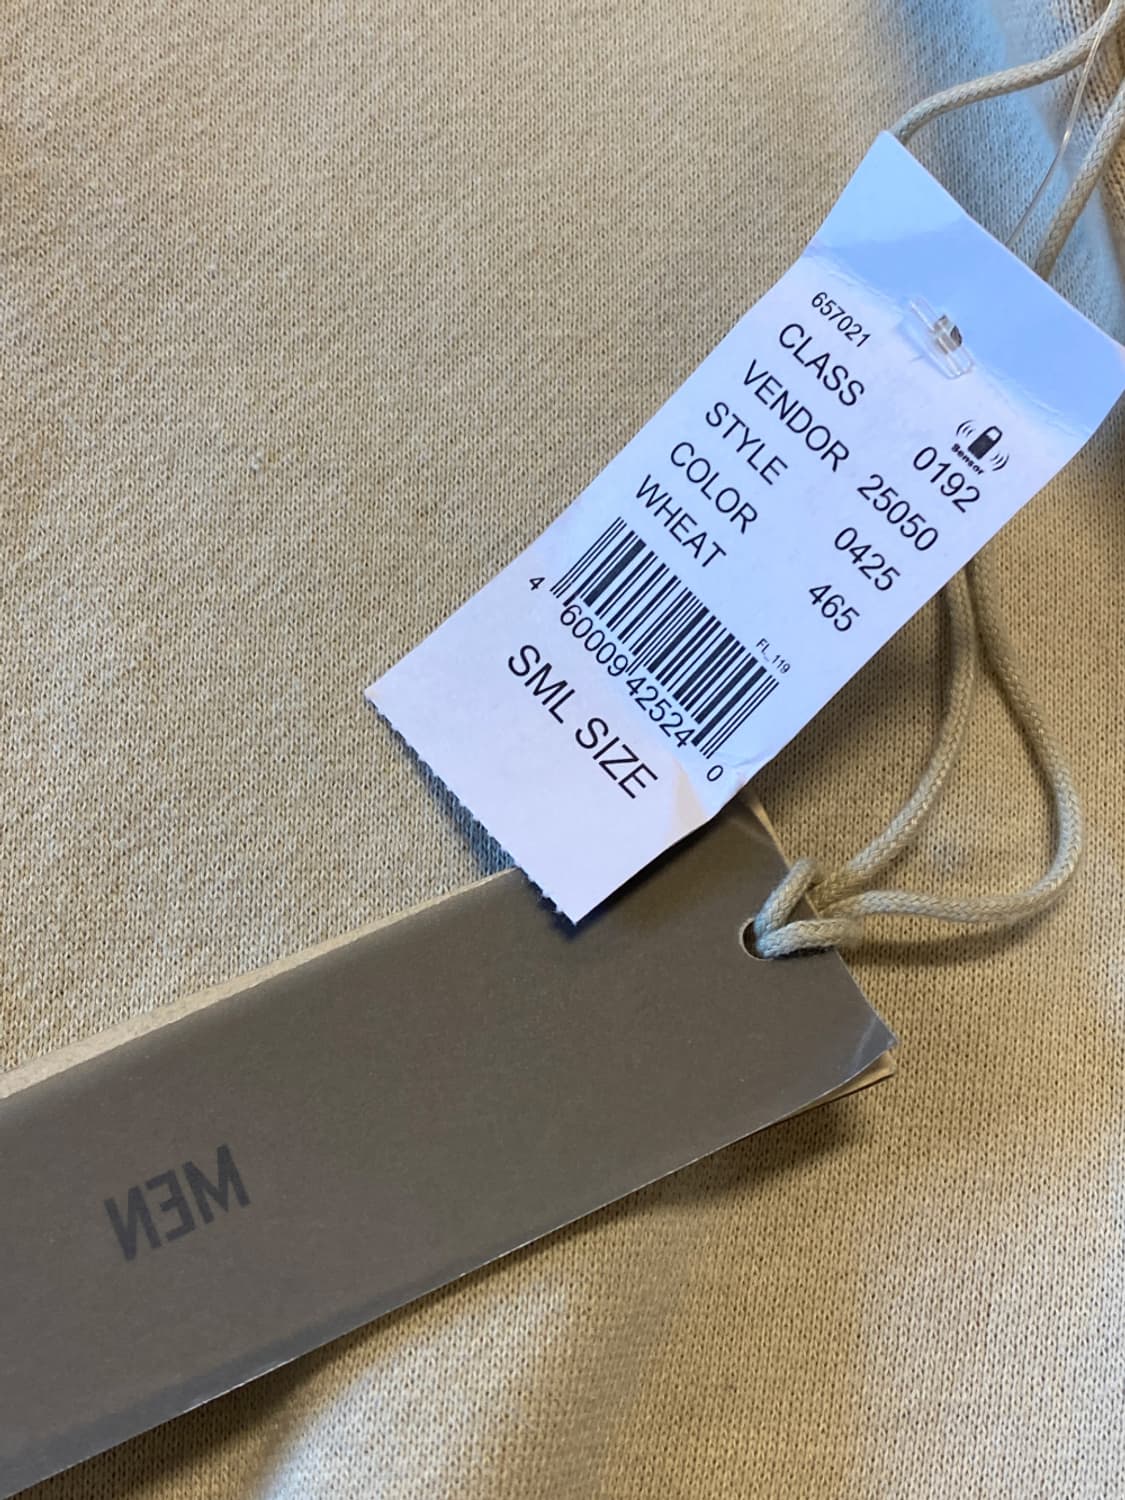 657021
Sensor
CLASS 0192
VENDOR 25050
STYLE 0425
COLOR 465
WHEAT
FL_119
4 60009 42524 0
SML SIZE
MEN